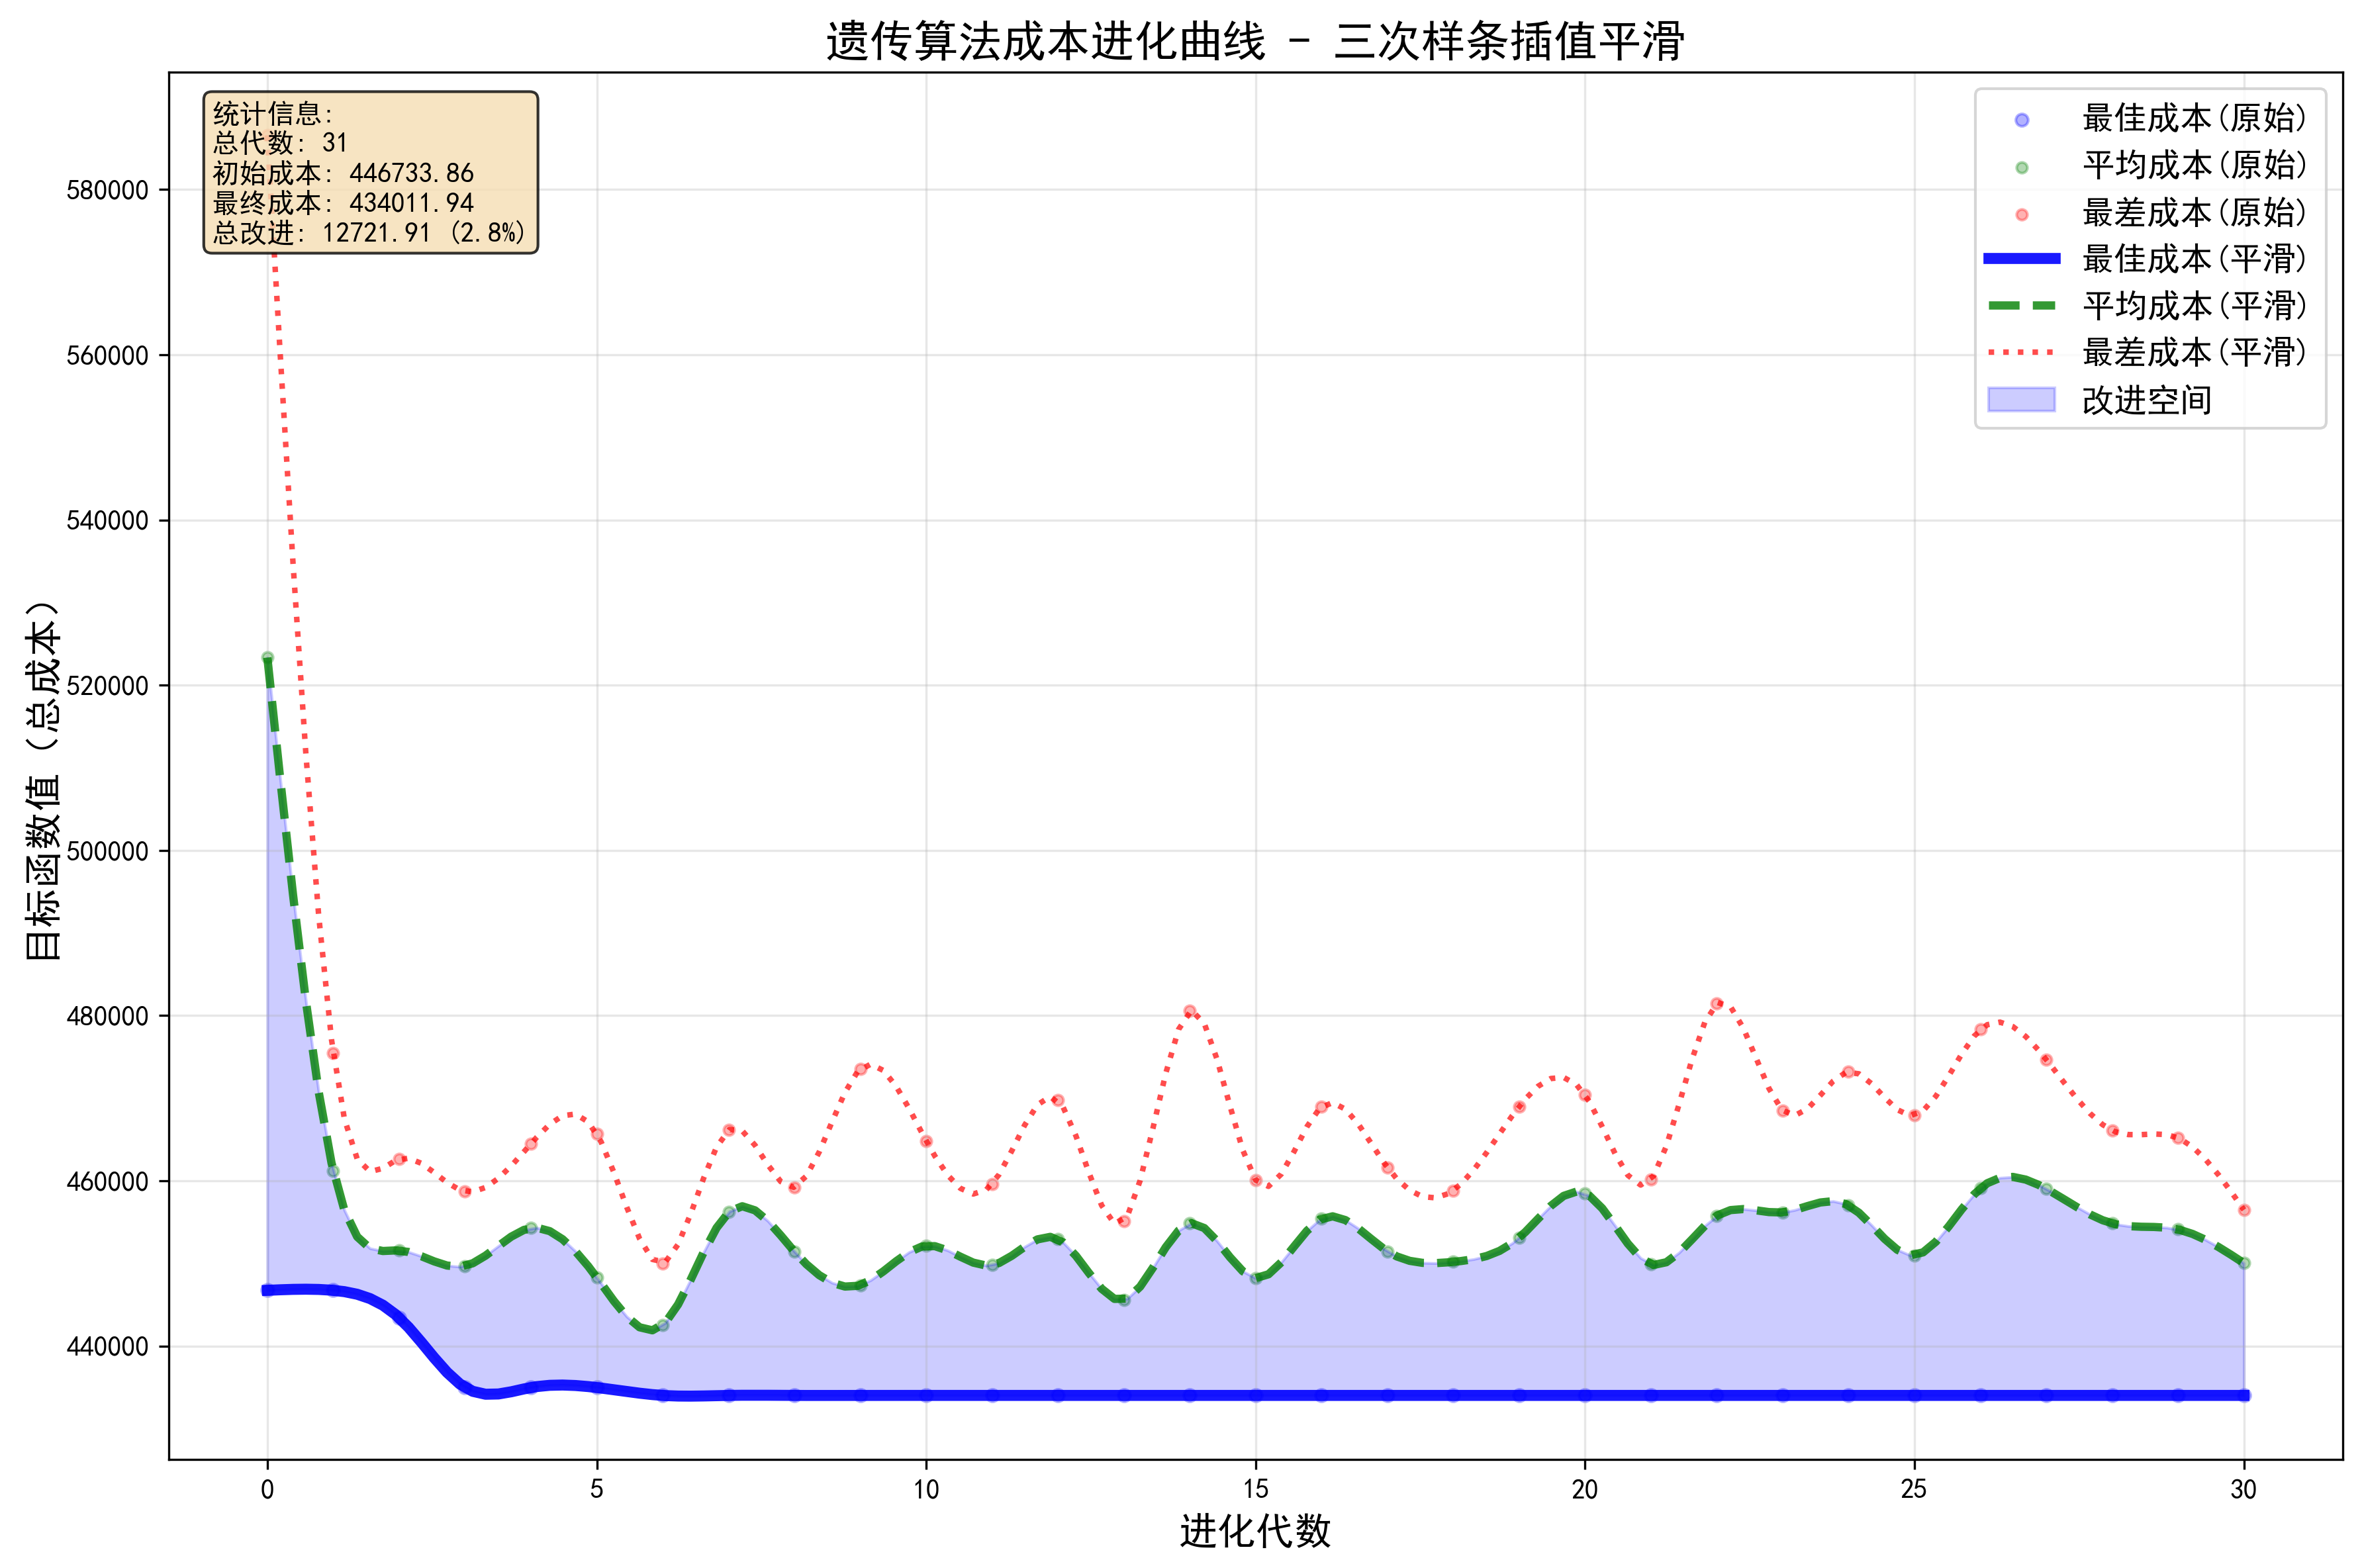 遗传算法成本进化曲线 - 三次样条插值平滑
统计信息:
总代数: 31
初始成本: 446733.86
最终成本: 434011.94
总改进: 12721.91 (2.8%)
最佳成本(原始)
平均成本(原始)
最差成本(原始)
最佳成本(平滑)
平均成本(平滑)
最差成本(平滑)
改进空间
目标函数值（总成本）
580000
560000
540000
520000
500000
480000
460000
440000
0 5 10 15 20 25 30
进化代数